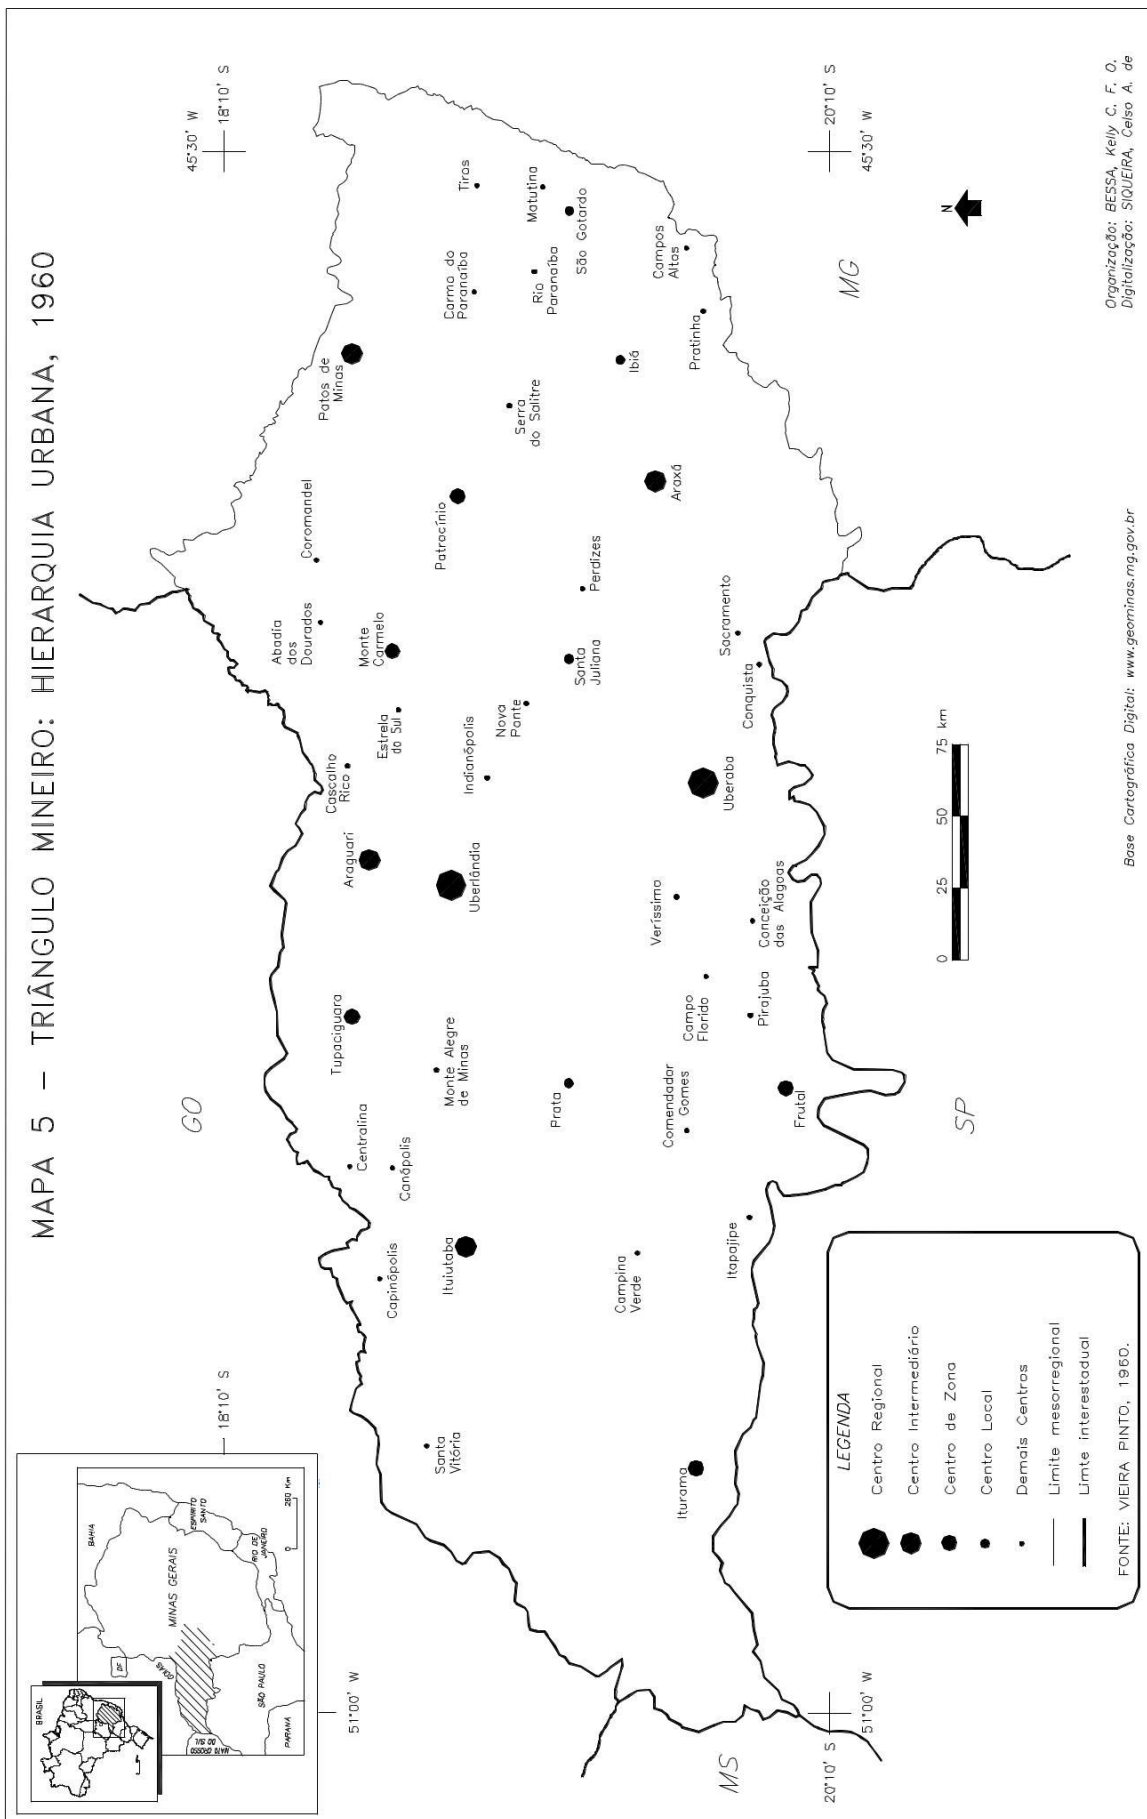 MAPA 5 – TRIÂNGULO MINEIRO: HIERARQUIA URBANA, 1960
BRASIL
BAHIA
DF
GOIÁS
MINAS GERAIS
ESPIRITO
SANTO
RIO DE
JANEIRO
MATO GROSSO
DO SUL
SÃO PAULO
PARANÁ
0
260 Km
18°10' S
45°30' W
18°10' S
51°00' W
20°10' S
51°00' W
20°10' S
45°30' W
20°10' S
GO
MG
SP
MS
N
Santa
Vitória
Capinópolis
Ituiutaba
Centralina
Canápolis
Tupaciguara
Monte Alegre
de Minas
Araguari
Uberlândia
Cascalho
Rico
Estrela
do Sul
Indianópolis
Nova
Ponte
Abadia
dos
Dourados
Monte
Carmelo
Coromandel
Patrocínio
Patos de
Minas
Serra
do Salitre
Carmo do
Paranaíba
Rio
Paranaíba
Tiros
Matutina
São Gotardo
Campos
Altos
Pratinha
Ibiá
Araxá
Perdizes
Santa
Juliana
Sacramento
Conquista
Uberaba
Veríssimo
Conceição
das Alagoas
Campo
Florido
Pirajuba
Prata
Comendador
Gomes
Frutal
Campina
Verde
Itapajipe
Iturama
LEGENDA
Centro Regional
Centro Intermediário
Centro de Zona
Centro Local
Demais Centros
Limite mesorregional
Limte interestadual
FONTE: VIEIRA PINTO, 1960.
0 25 50 75 km
Base Cartográfica Digital: www.geominas.mg.gov.br
Organização: BESSA, Kelly C. F. O.
Digitalização: SIQUEIRA, Celso A. de